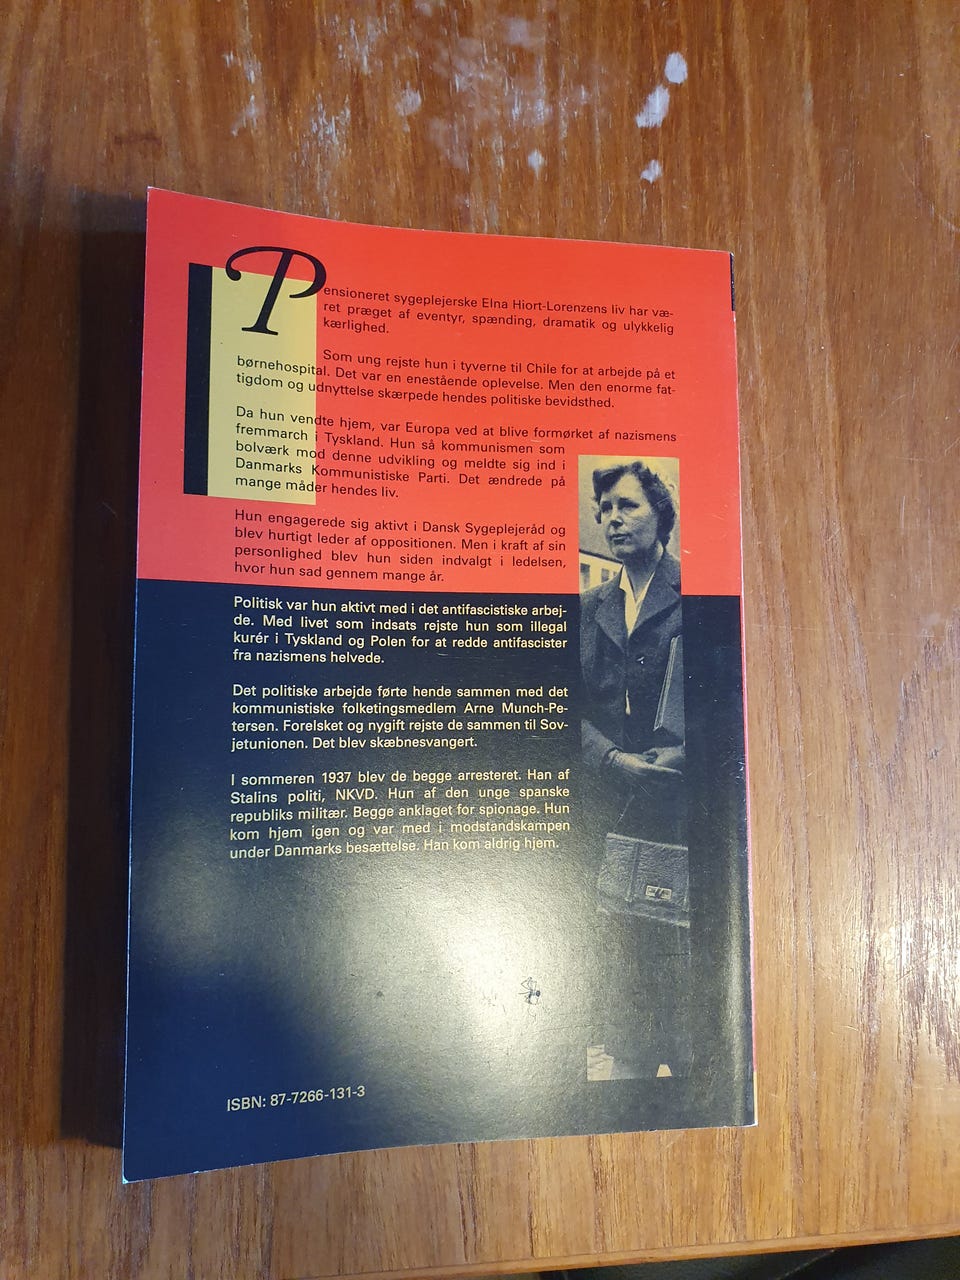 Pensioneret sygeplejerske Elna Hiort-Lorenzens liv har væ-
ret præget af eventyr, spænding, dramatik og ulykkelig
kærlighed.
Som ung rejste hun i tyverne til Chile for at arbejde på et
børnehospital. Det var en enestående oplevelse. Men den enorme fat-
tigdom og udnyttelse skærpede hendes politiske bevidsthed.
Da hun vendte hjem, var Europa ved at blive formørket af nazismens
fremmarch i Tyskland. Hun så kommunismen som
bolværk mod denne udvikling og meldte sig ind i
Danmarks Kommunistiske Parti. Det ændrede på
mange måder hendes liv.
Hun engagerede sig aktivt i Dansk Sygeplejeråd og
blev hurtigt leder af oppositionen. Men i kraft af sin
personlighed blev hun siden indvalgt i ledelsen,
hvor hun sad gennem mange år.
Politisk var hun aktivt med i det antifascistiske arbej-
de. Med livet som indsats rejste hun som illegal
kurér i Tyskland og Polen for at redde antifascister
fra nazismens helvede.
Det politiske arbejde førte hende sammen med det
kommunistiske folketingsmedlem Arne Munch-Pe-
tersen. Forelsket og nygift rejste de sammen til Sov-
jetunionen. Det blev skæbnesvangert.
I sommeren 1937 blev de begge arresteret. Han af
Stalins politi, NKVD. Hun af den unge spanske
republiks militær. Begge anklaget for spionage. Hun
kom hjem igen og var med i modstandskampen
under Danmarks besættelse. Han kom aldrig hjem.
ISBN: 87-7266-131-3